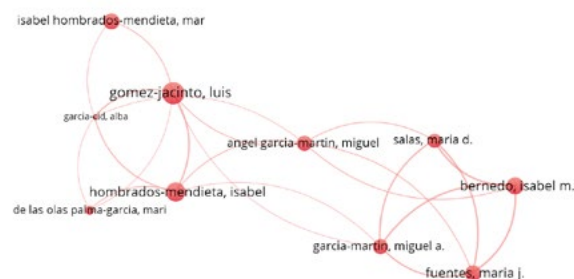 isabel hombrados-mendieta, mar
gomez-jacinto, luis
garcia-cid, alba
angel garcia-martin, miguel
salas, maria d.
bernedo, isabel m.
hombrados-mendieta, isabel
de las olas palma-garcia, mari
garcia-martin, miguel a.
fuentes, maria j.